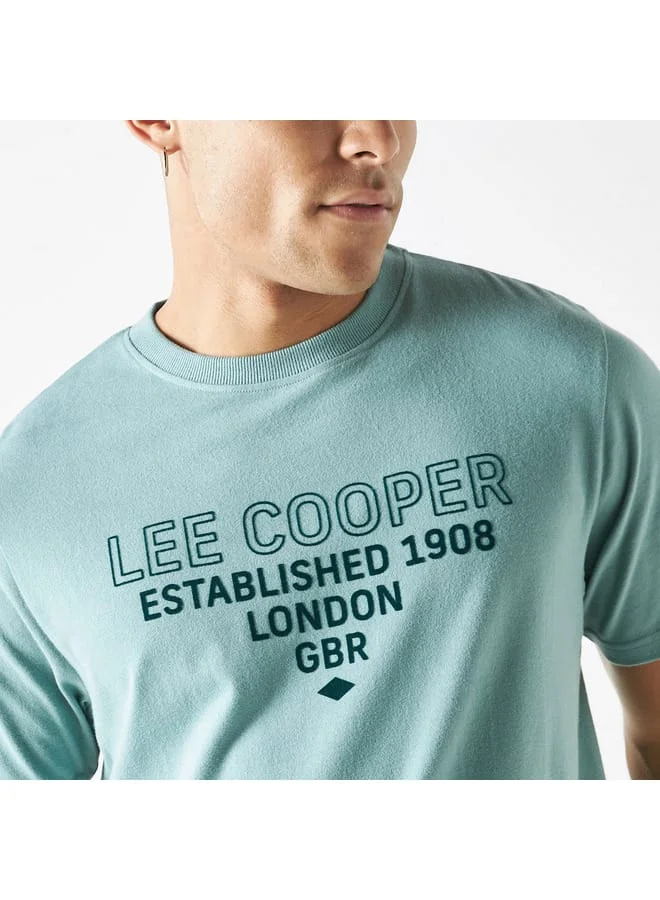 LEE COOPER
ESTABLISHED 1908
LONDON
GBR